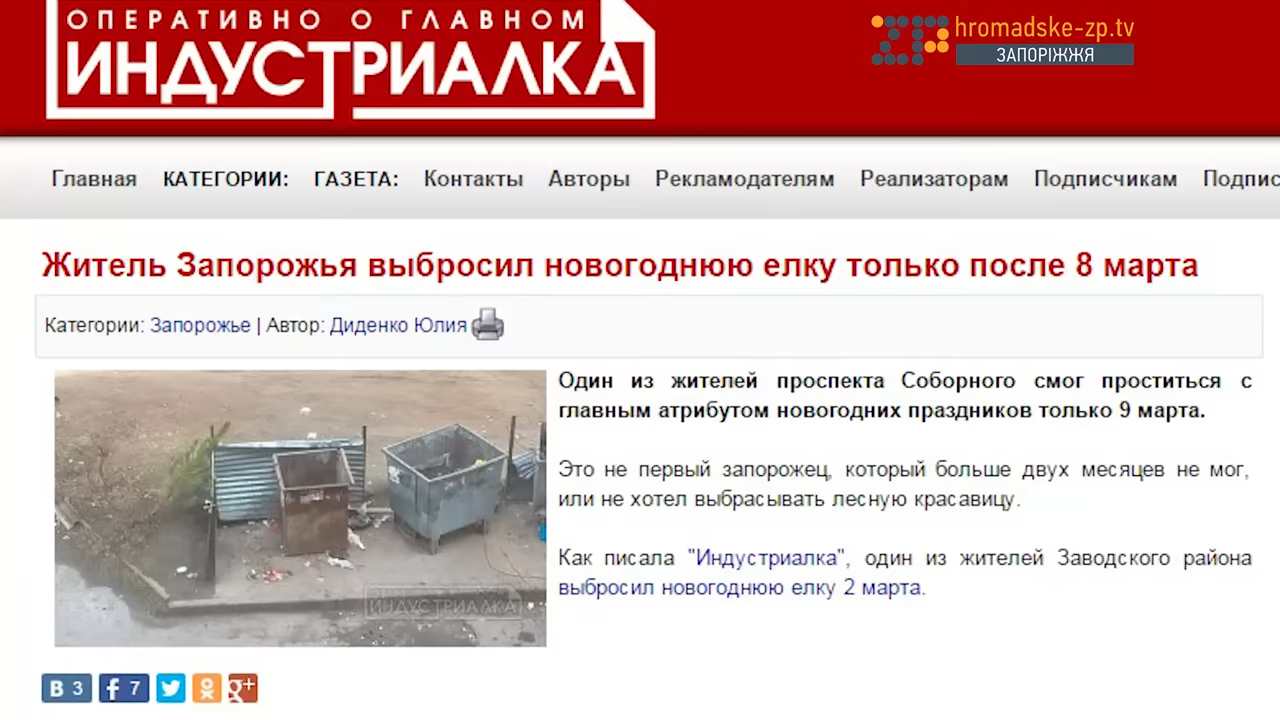 ОПЕРАТИВНО О ГЛАВНОМ
ИНДУСТРИАЛКА
hromadske-zp.tv
ЗАПОРІЖЖЯ
Главная КАТЕГОРИИ: ГАЗЕТА: Контакты Авторы Рекламодателям Реализаторам Подписчикам Подпис
Житель Запорожья выбросил новогоднюю елку только после 8 марта
Категории: Запорожье | Автор: Диденко Юлия
Один из жителей проспекта Соборного смог проститься с
главным атрибутом новогодних праздников только 9 марта.
Это не первый запорожец, который больше двух месяцев не мог,
или не хотел выбрасывать лесную красавицу.
Как писала "Индустриалка", один из жителей Заводского района
выбросил новогоднюю елку 2 марта.
ИНДУСТРИАЛКА
В 3 f 7 g+